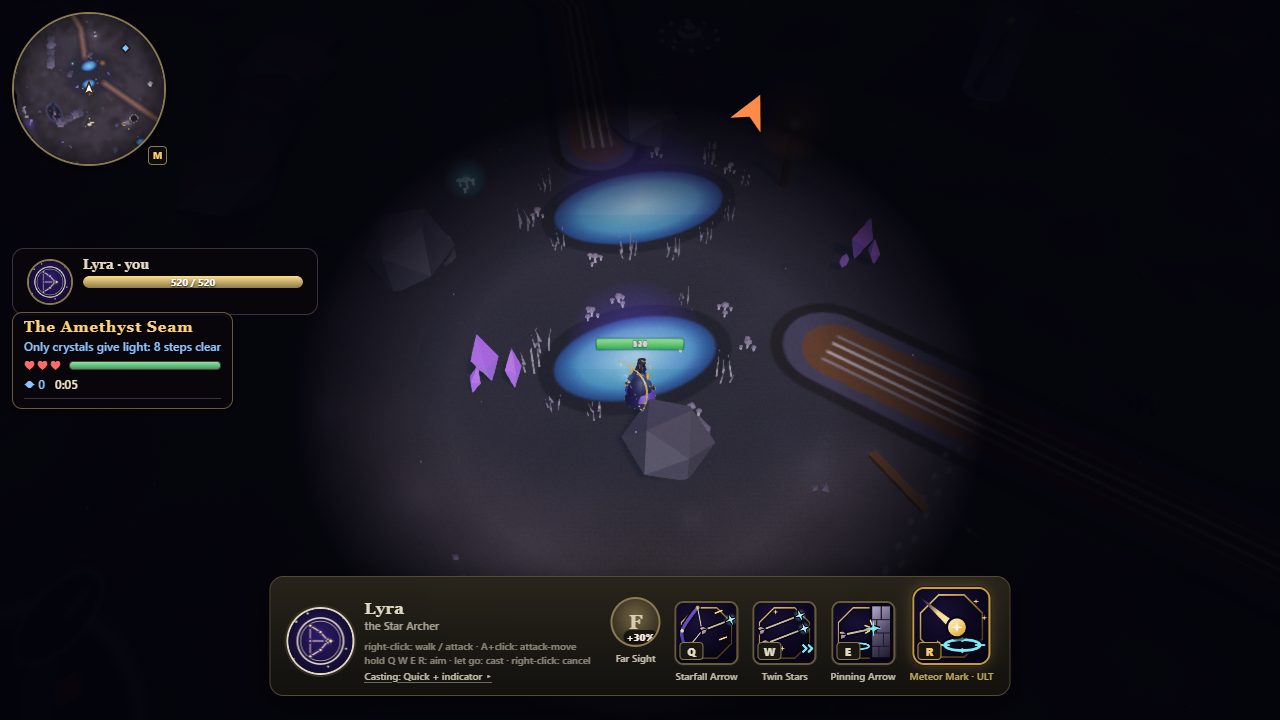 M
Lyra · you
520 / 520
The Amethyst Seam
Only crystals give light: 8 steps clear
0 0:05
520
Lyra
the Star Archer
right-click: walk / attack · A+click: attack-move
hold Q W E R: aim · let go: cast · right-click: cancel
Casting: Quick + indicator
F
+30%
Far Sight
Q
Starfall Arrow
W
Twin Stars
E
Pinning Arrow
R
Meteor Mark · ULT